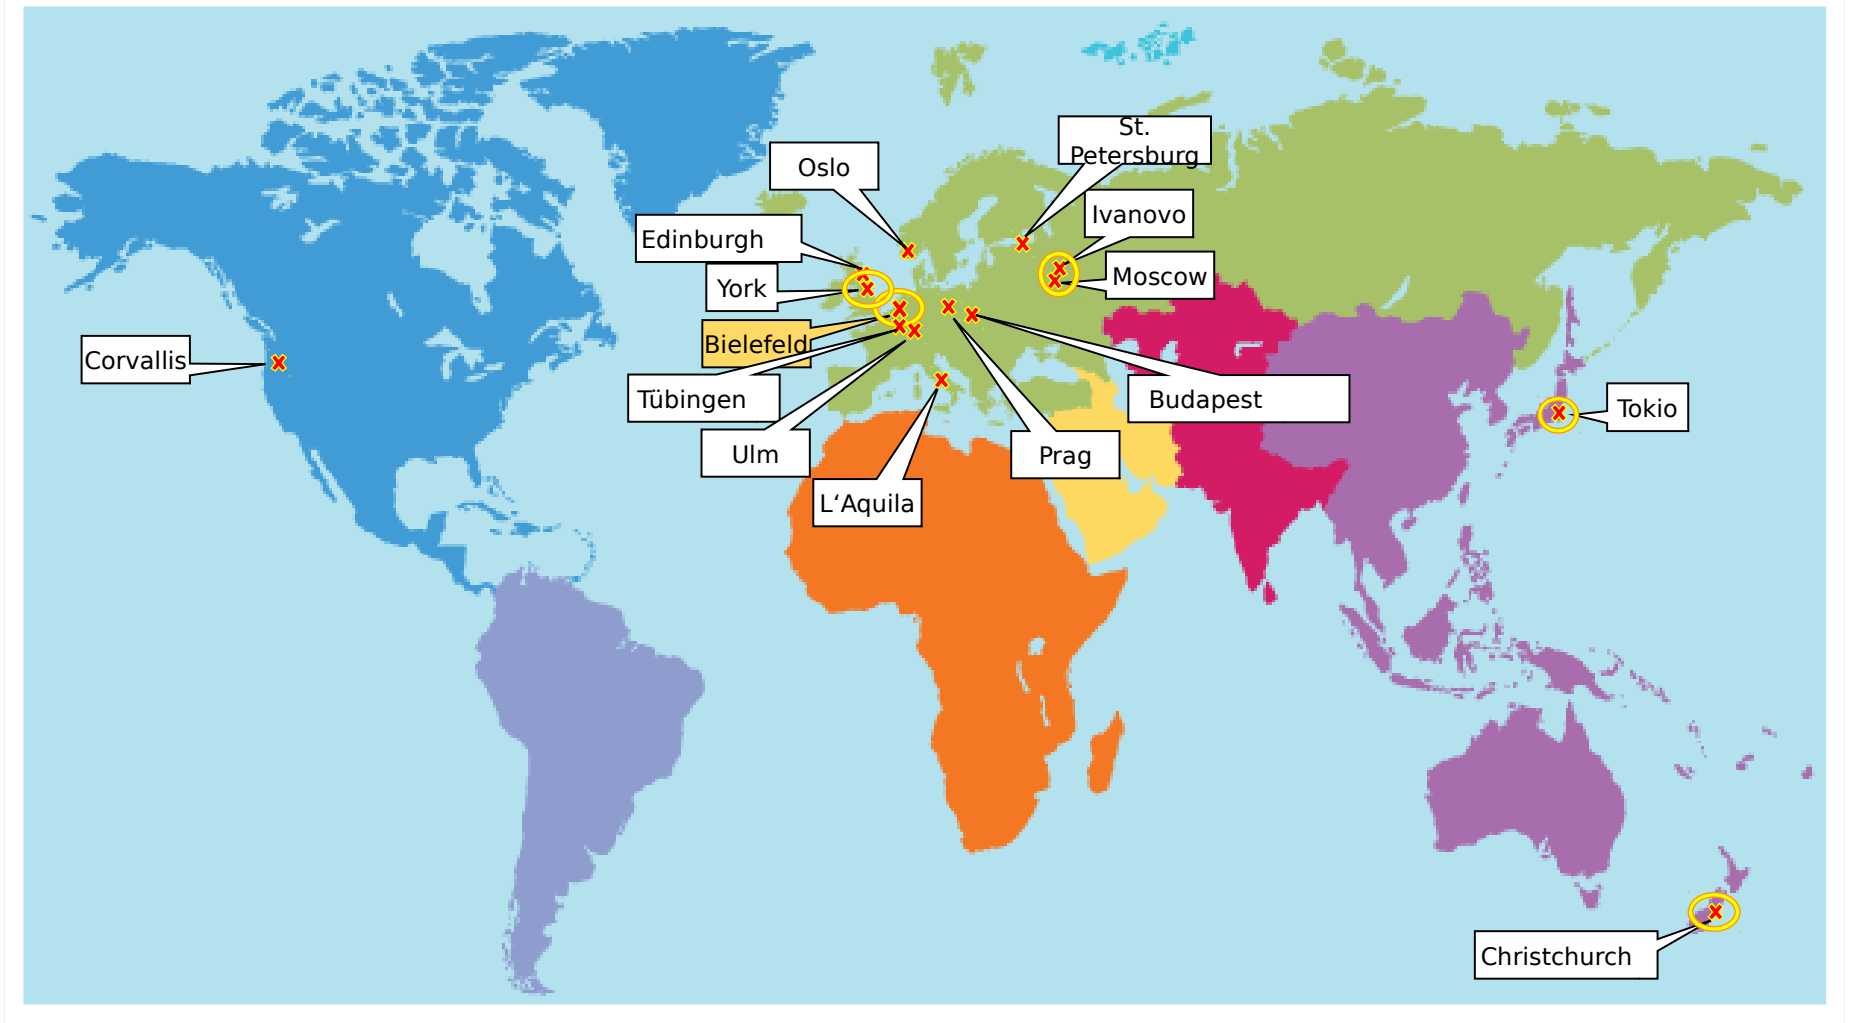 St.
Petersburg
Oslo
Ivanovo
Edinburgh
Moscow
York
Bielefeld
Corvallis
Tübingen
Budapest
Tokio
Ulm
Prag
L‘Aquila
Christchurch